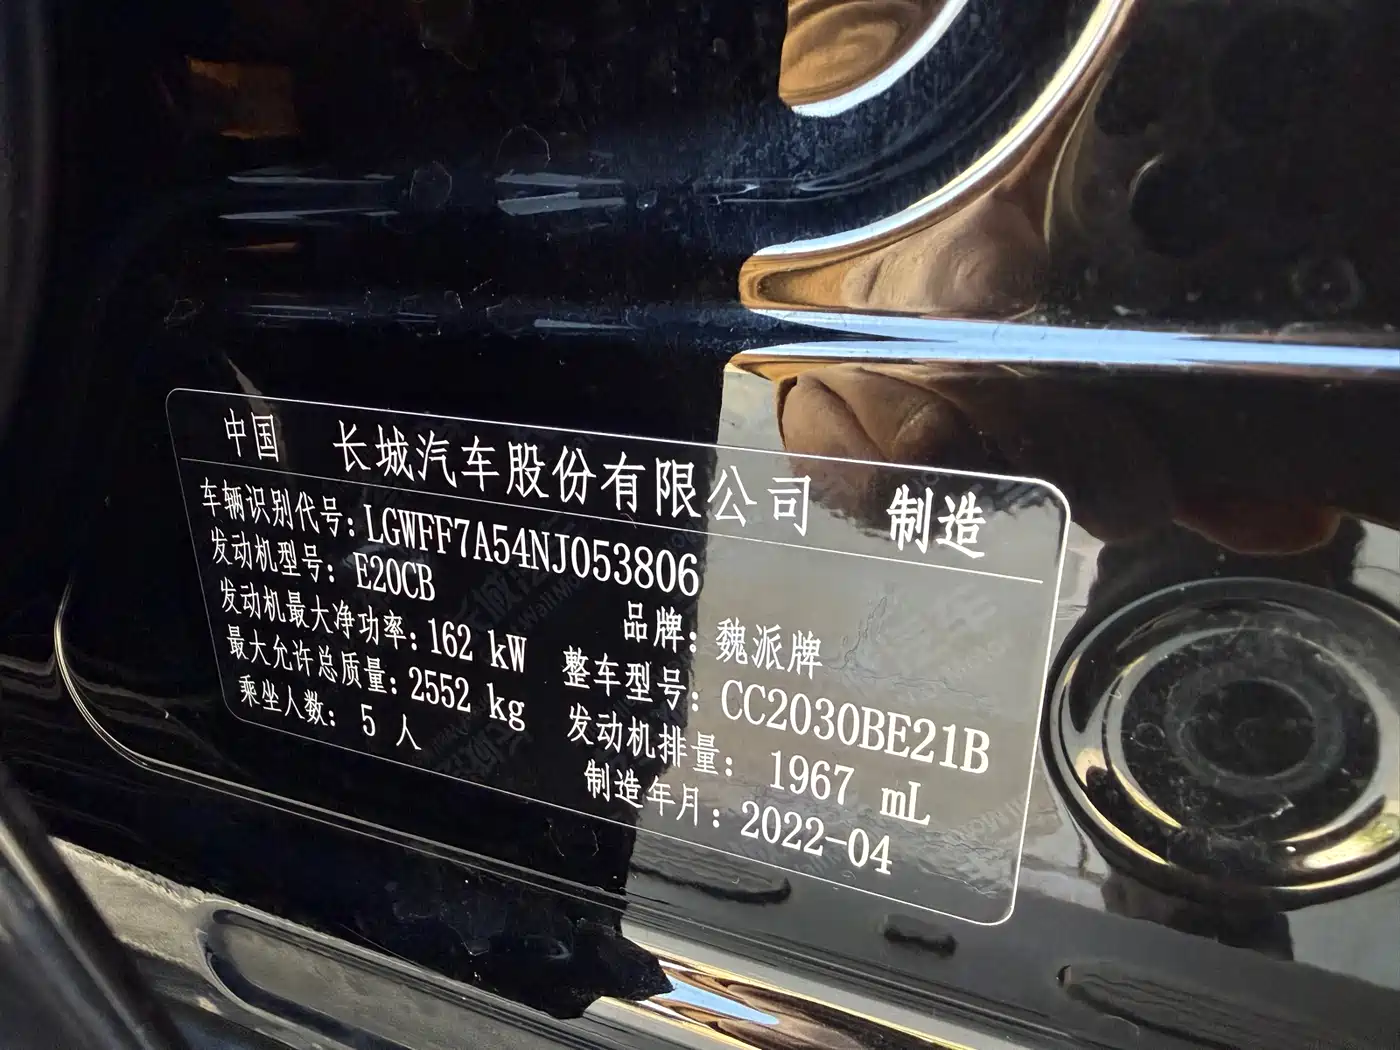 中国 长城汽车股份有限公司 制造
车辆识别代号: LGWFF7A54NJ053806
发动机型号: E20CB 品牌: 魏派牌
发动机最大净功率: 162 kW 整车型号: CC2030BE21B
最大允许总质量: 2552 kg 发动机排量: 1967 mL
乘坐人数: 5 人 制造年月: 2022-04